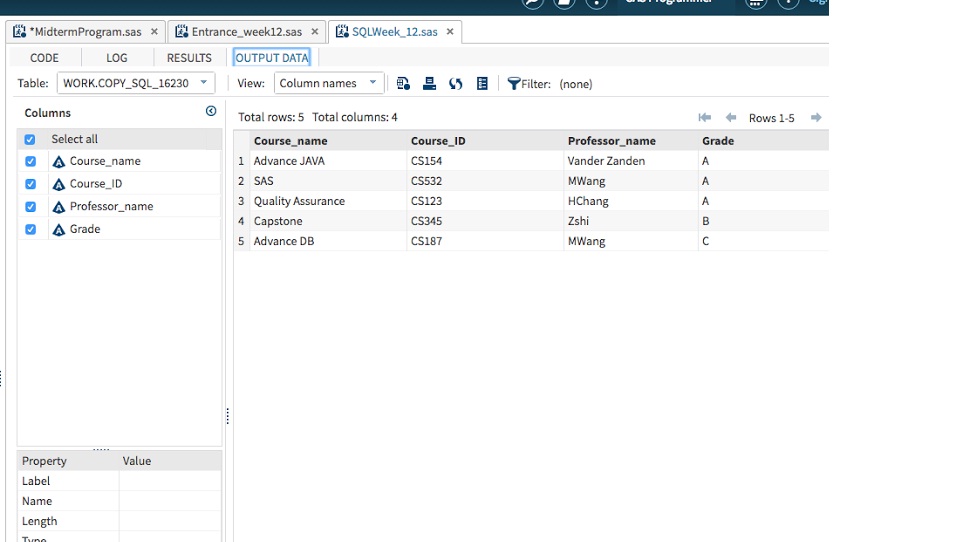 *MidtermProgram.sas × Entrance_week12.sas × SQLWeek_12.sas ×
CODE LOG RESULTS OUTPUT DATA
Table: WORK.COPY_SQL_16230 View: Column names Filter: (none)
Columns
Total rows: 5 Total columns: 4 Rows 1-5
Select all
Course_name
Course_ID
Professor_name
Grade
Course_name Course_ID Professor_name Grade
1 Advance JAVA CS154 Vander Zanden A
2 SAS CS532 MWang A
3 Quality Assurance CS123 HChang A
4 Capstone CS345 Zshi B
5 Advance DB CS187 MWang C
Property Value
Label
Name
Length
Type